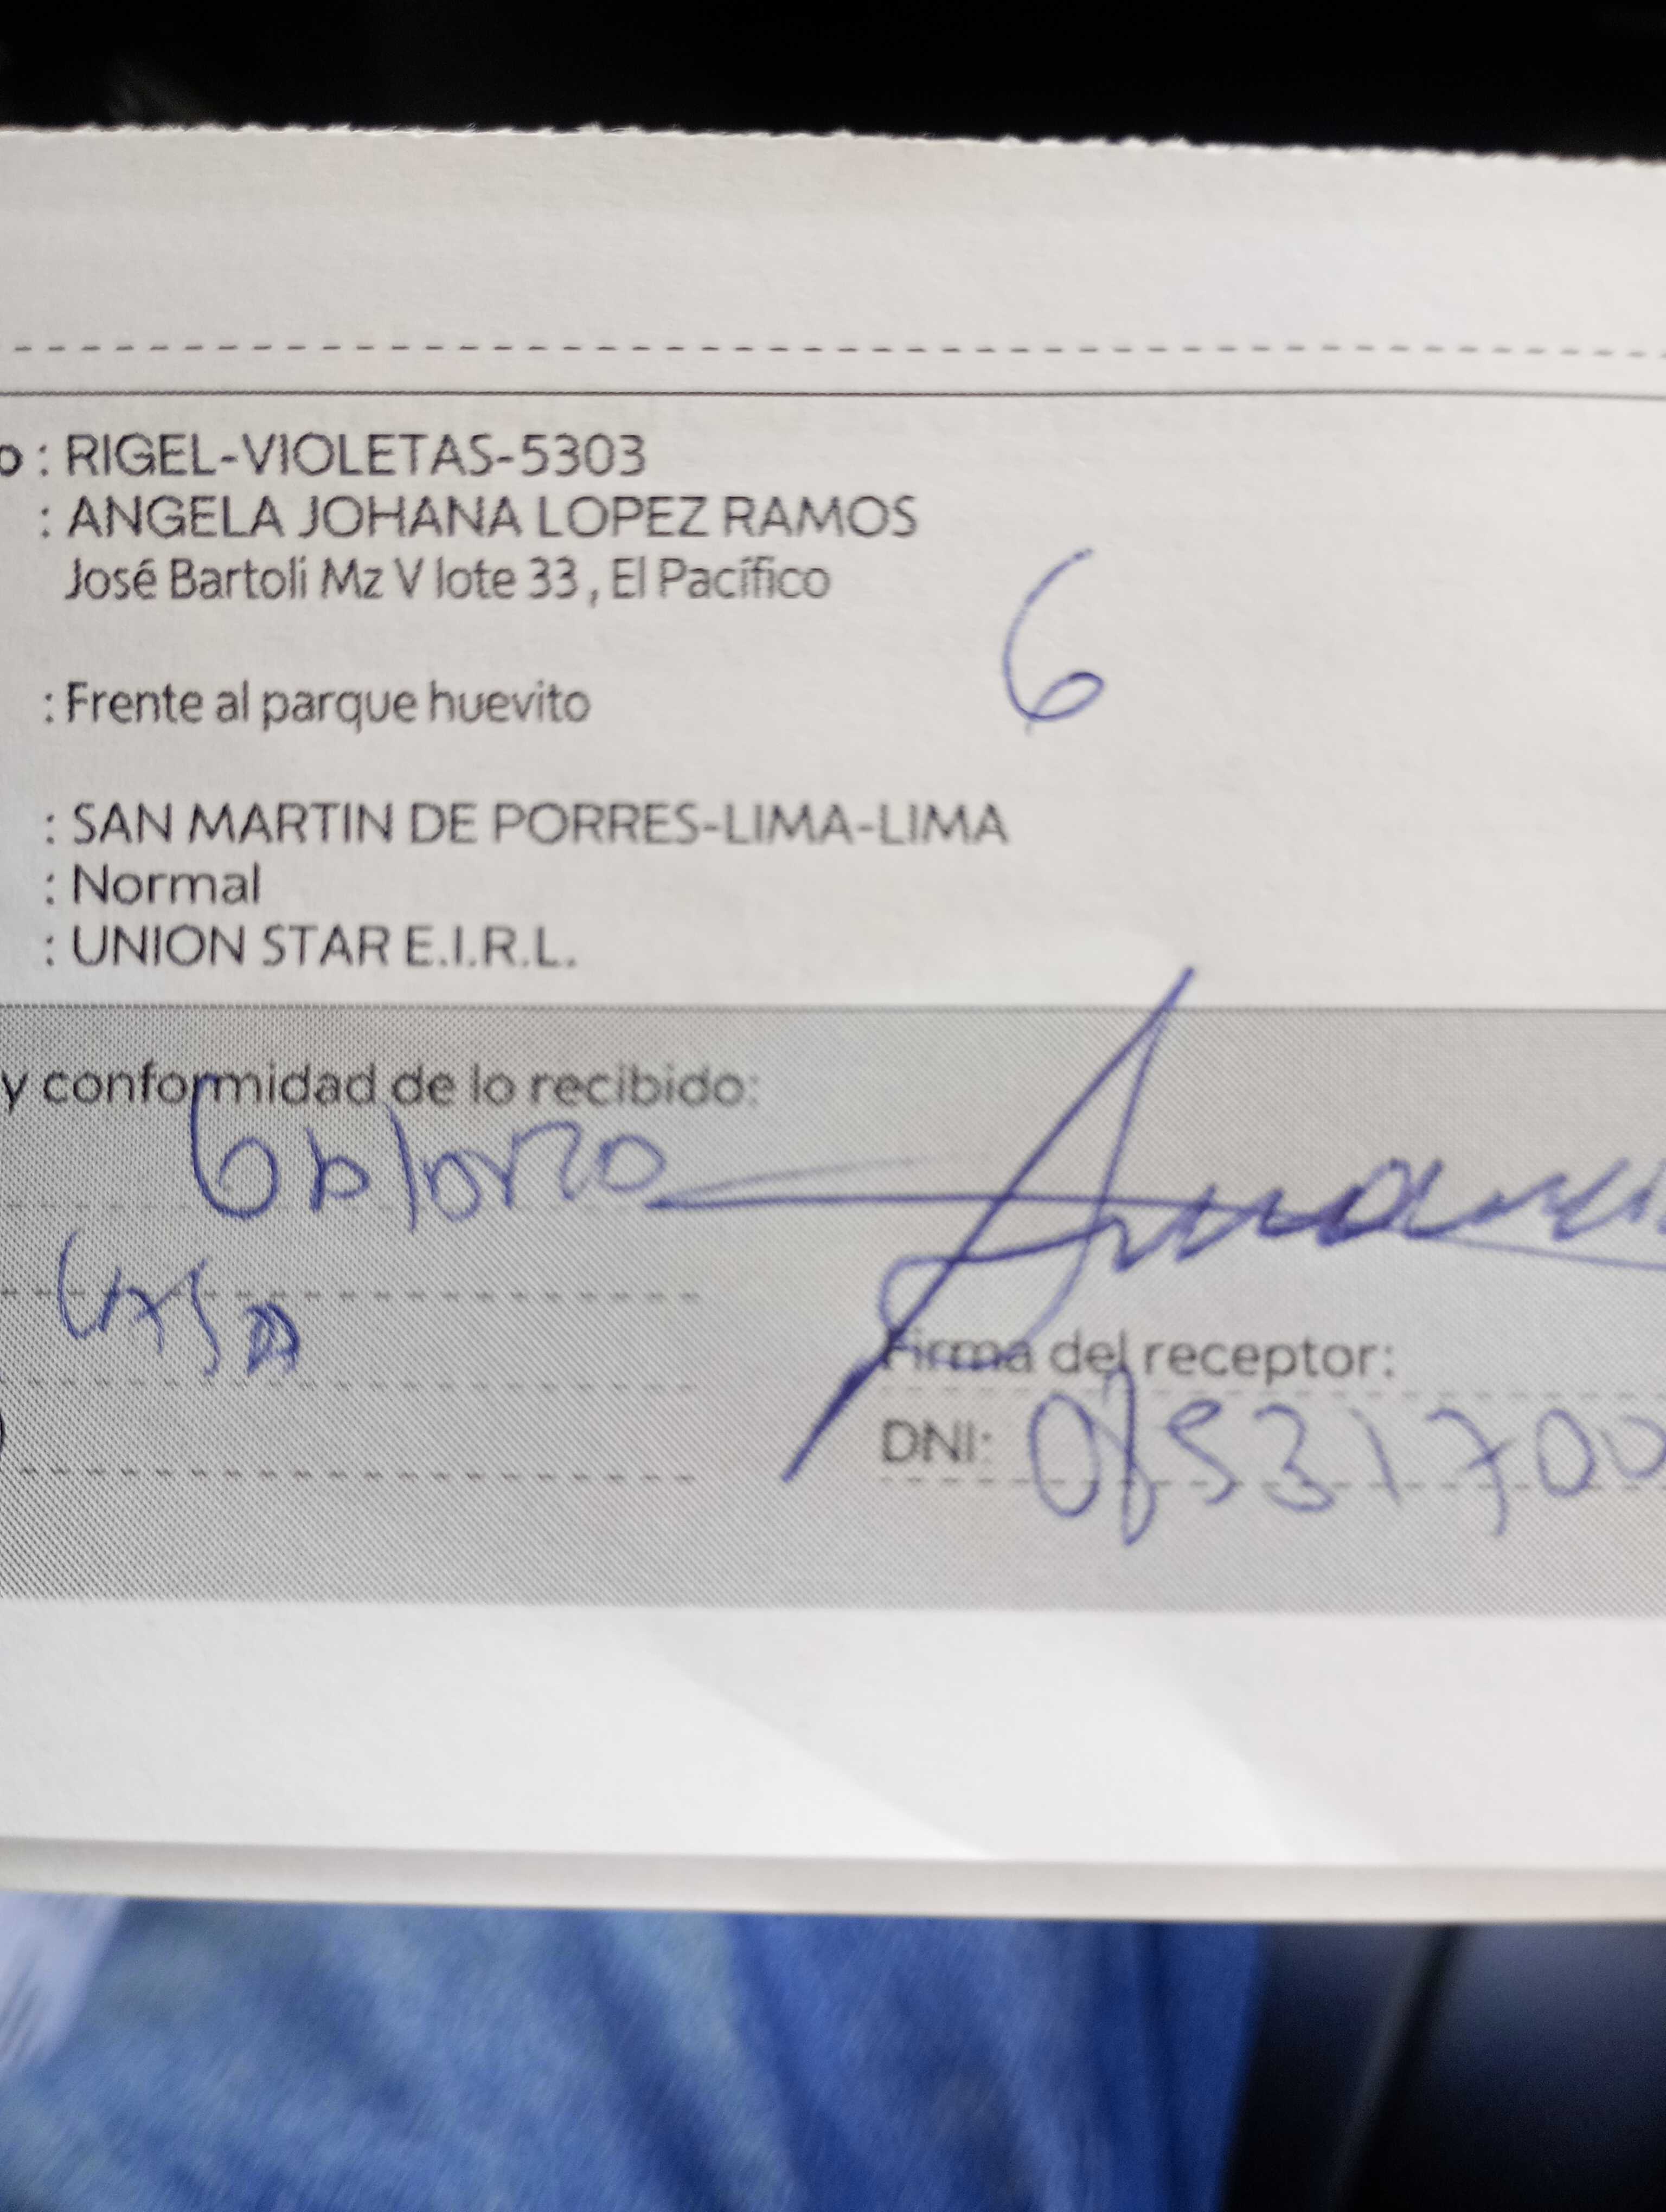 o : RIGEL-VIOLETAS-5303
: ANGELA JOHANA LOPEZ RAMOS
José Bartoli Mz V lote 33 , El Pacífico
6
: Frente al parque huevito
: SAN MARTIN DE PORRES-LIMA-LIMA
: Normal
: UNION STAR E.I.R.L.
y conformidad de lo recibido:
Firma del receptor:
DNI: 08531700